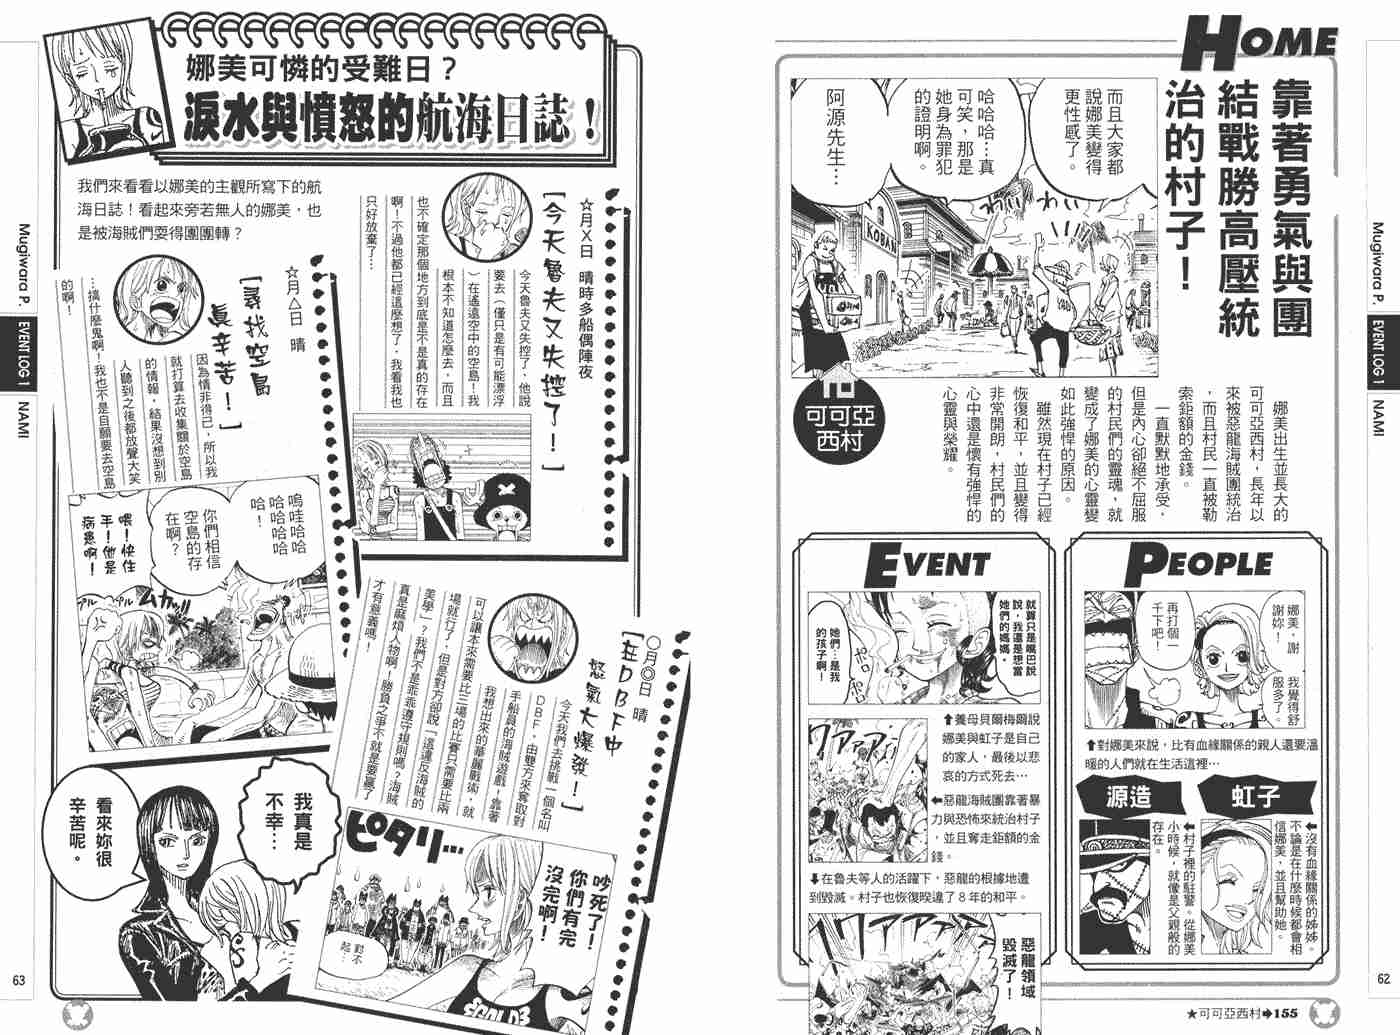 HOME
靠著勇氣與團
結戰勝高壓統
治的村子！
而且大家都
說娜美變得
更性感了。
哈哈哈…真
可笑，那是
她身為罪犯
的證明啊。
阿源先生…
わいわい
KOBAN
可可亞
西村
娜美出生並長大的
可可亞西村，長年以
來被惡龍海賊團統治
，而且村民一直被勒
索鉅額的金錢。
一直默默地承受，
但是內心卻絕不屈服
的村民們的靈魂，就
變成了娜美的心靈變
如此強悍的原因。
雖然現在村子已經
恢復和平，並且變得
非常開朗，村民們的
心中還是懷有強悍的
心靈與榮耀。
PEOPLE
娜美，謝
謝妳！
我覺得舒
服多了。
再打個一
千下吧！
⬆對娜美來說，比有血緣關係的親人還要溫
暖的人們就在生活這裡…
虹子
⬅沒有血緣關係的姊姊。
不論是在什麼時候都會相
信娜美，並且幫助她。
源造
⬅村子裡的駐警。從娜美
小時候，就像是父親般的
存在。
EVENT
就算只是嘴巴說
說，我還是想當
她們的媽媽。
她們…是我
的孩子啊！
ポロ
ポロ
⬆養母貝爾梅爾說
娜美與虹子是自己
的家人，最後以悲
哀的方式死去…
ワアアアア
⬅惡龍海賊團靠著暴
力與恐怖來統治村子
，並且奪走鉅額的金
錢。
⬇在魯夫等人的活躍下，惡龍的根據地遭
到毀滅。村子也恢復暌違了８年的和平。
惡龍領域
毀滅了！
★可可亞西村➡155
Mugiwara P.
EVENT LOG 1
NAMI
62
娜美可憐的受難日？
淚水與憤怒的航海日誌！
我們來看看以娜美的主觀所寫下的航
海日誌！看起來旁若無人的娜美，也
是被海賊們耍得團團轉？
☆月Ｘ日　晴時多船偶陣夜
［今天魯夫又失控了！］
今天魯夫又失控了，他說
要去（僅只是有可能漂浮
）在遙遠空中的空島！我
根本不知道怎麼去，而且
也不確定那個地方到底是不是真的存在
啊！不過他都已經這麼想了，我看我也
只好放棄了…
☆月△日　晴
［尋找空島
真辛苦！］
因為情非得已，所以我
就打算去收集關於空島
的情報，結果沒想到別
人聽到之後都放聲大笑
…搞什麼鬼啊！我也不是自願要去空島
的啊！
嗚哇哈哈
哈哈哈哈
哈！
你們相信
空島的存
在啊？
喂！快住
手！他是
病患啊！
ムカッ!!
○月◎日　晴
［在DBF中
怒氣大爆發！］
今天我們去挑戰一個名叫
DBF，由雙方來奪取對
手船員的海賊遊戲，靠著
我想出來的華麗戰術，就
可以讓本來需要比三場的比賽只需要比兩
場就行了，但是對方卻說「這違反海賊的
美學」？我們不是乖乖遵守規則嗎？海賊
真是麻煩人物啊！勝負之爭不就是要贏了
才有意義嗎！
ピタリ…
吵死了！
你們有完
沒完啊！
對不
起…
我真是
不幸…
看來妳很
辛苦呢。
Mugiwara P.
EVENT LOG 1
NAMI
63